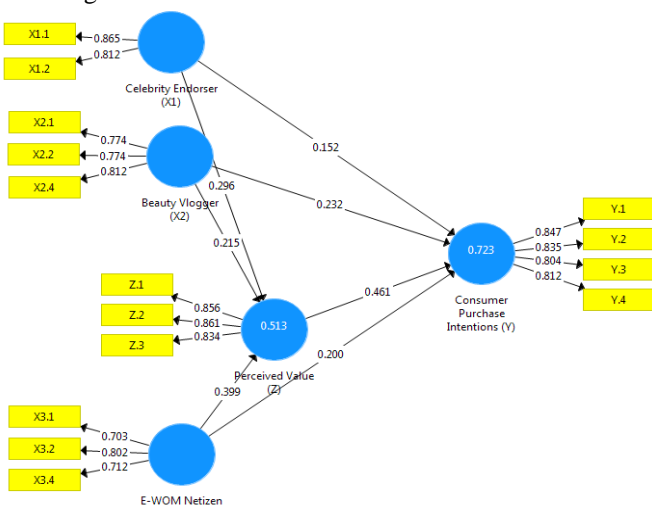 X1.1
0.865
X1.2
0.812
Celebrity Endorser
(X1)
X2.1
0.774
X2.2
0.774
X2.4
0.812
Beauty Vlogger
(X2)
0.152
0.296
0.232
0.215
Z.1
0.856
Z.2
0.861
Z.3
0.834
0.513
Perceived Value
(Z)
0.461
0.200
0.399
0.723
Consumer
Purchase
Intentions (Y)
0.847
Y.1
0.835
Y.2
0.804
Y.3
0.812
Y.4
X3.1
0.703
X3.2
0.802
X3.4
0.712
E-WOM Netizen